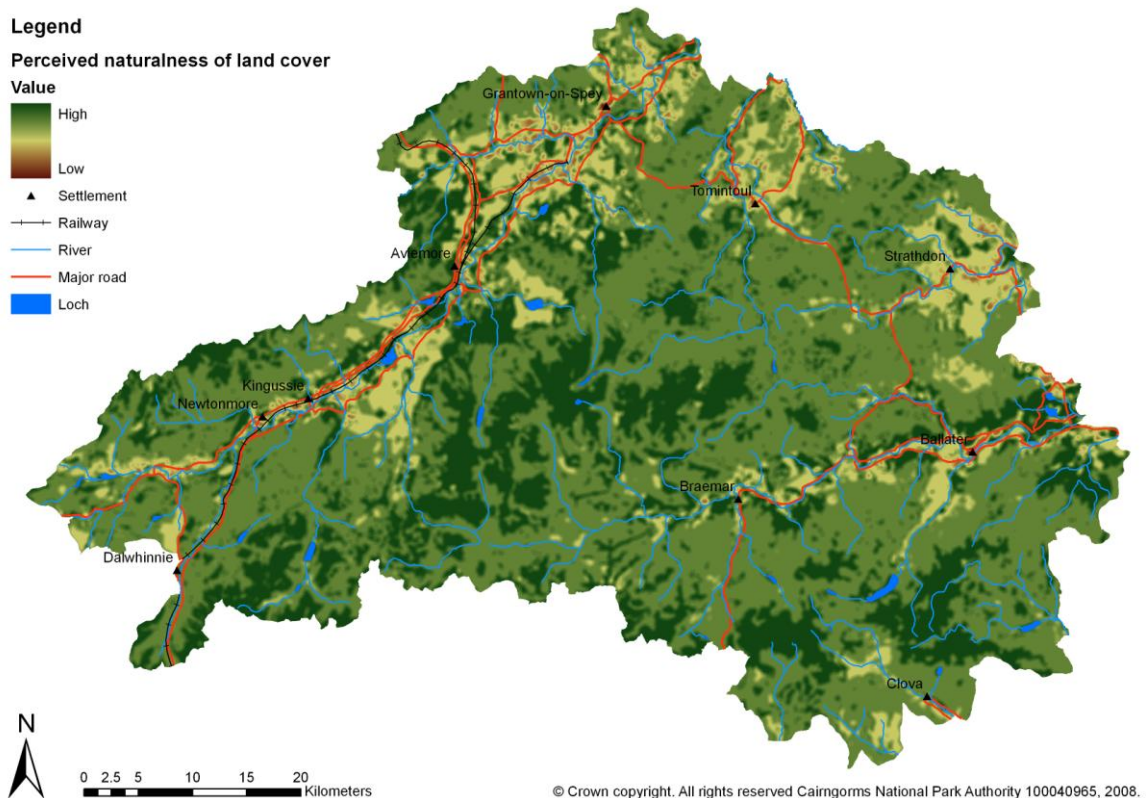 Legend
Perceived naturalness of land cover
Value
High
Low
Settlement
Railway
River
Major road
Loch
Grantown-on-Spey
Tomintoul
Strathdon
Aviemore
Kingussie
Newtonmore
Ballater
Braemar
Dalwhinnie
Clova
N
0 2.5 5 10 15 20
Kilometers
© Crown copyright. All rights reserved Cairngorms National Park Authority 100040965, 2008.